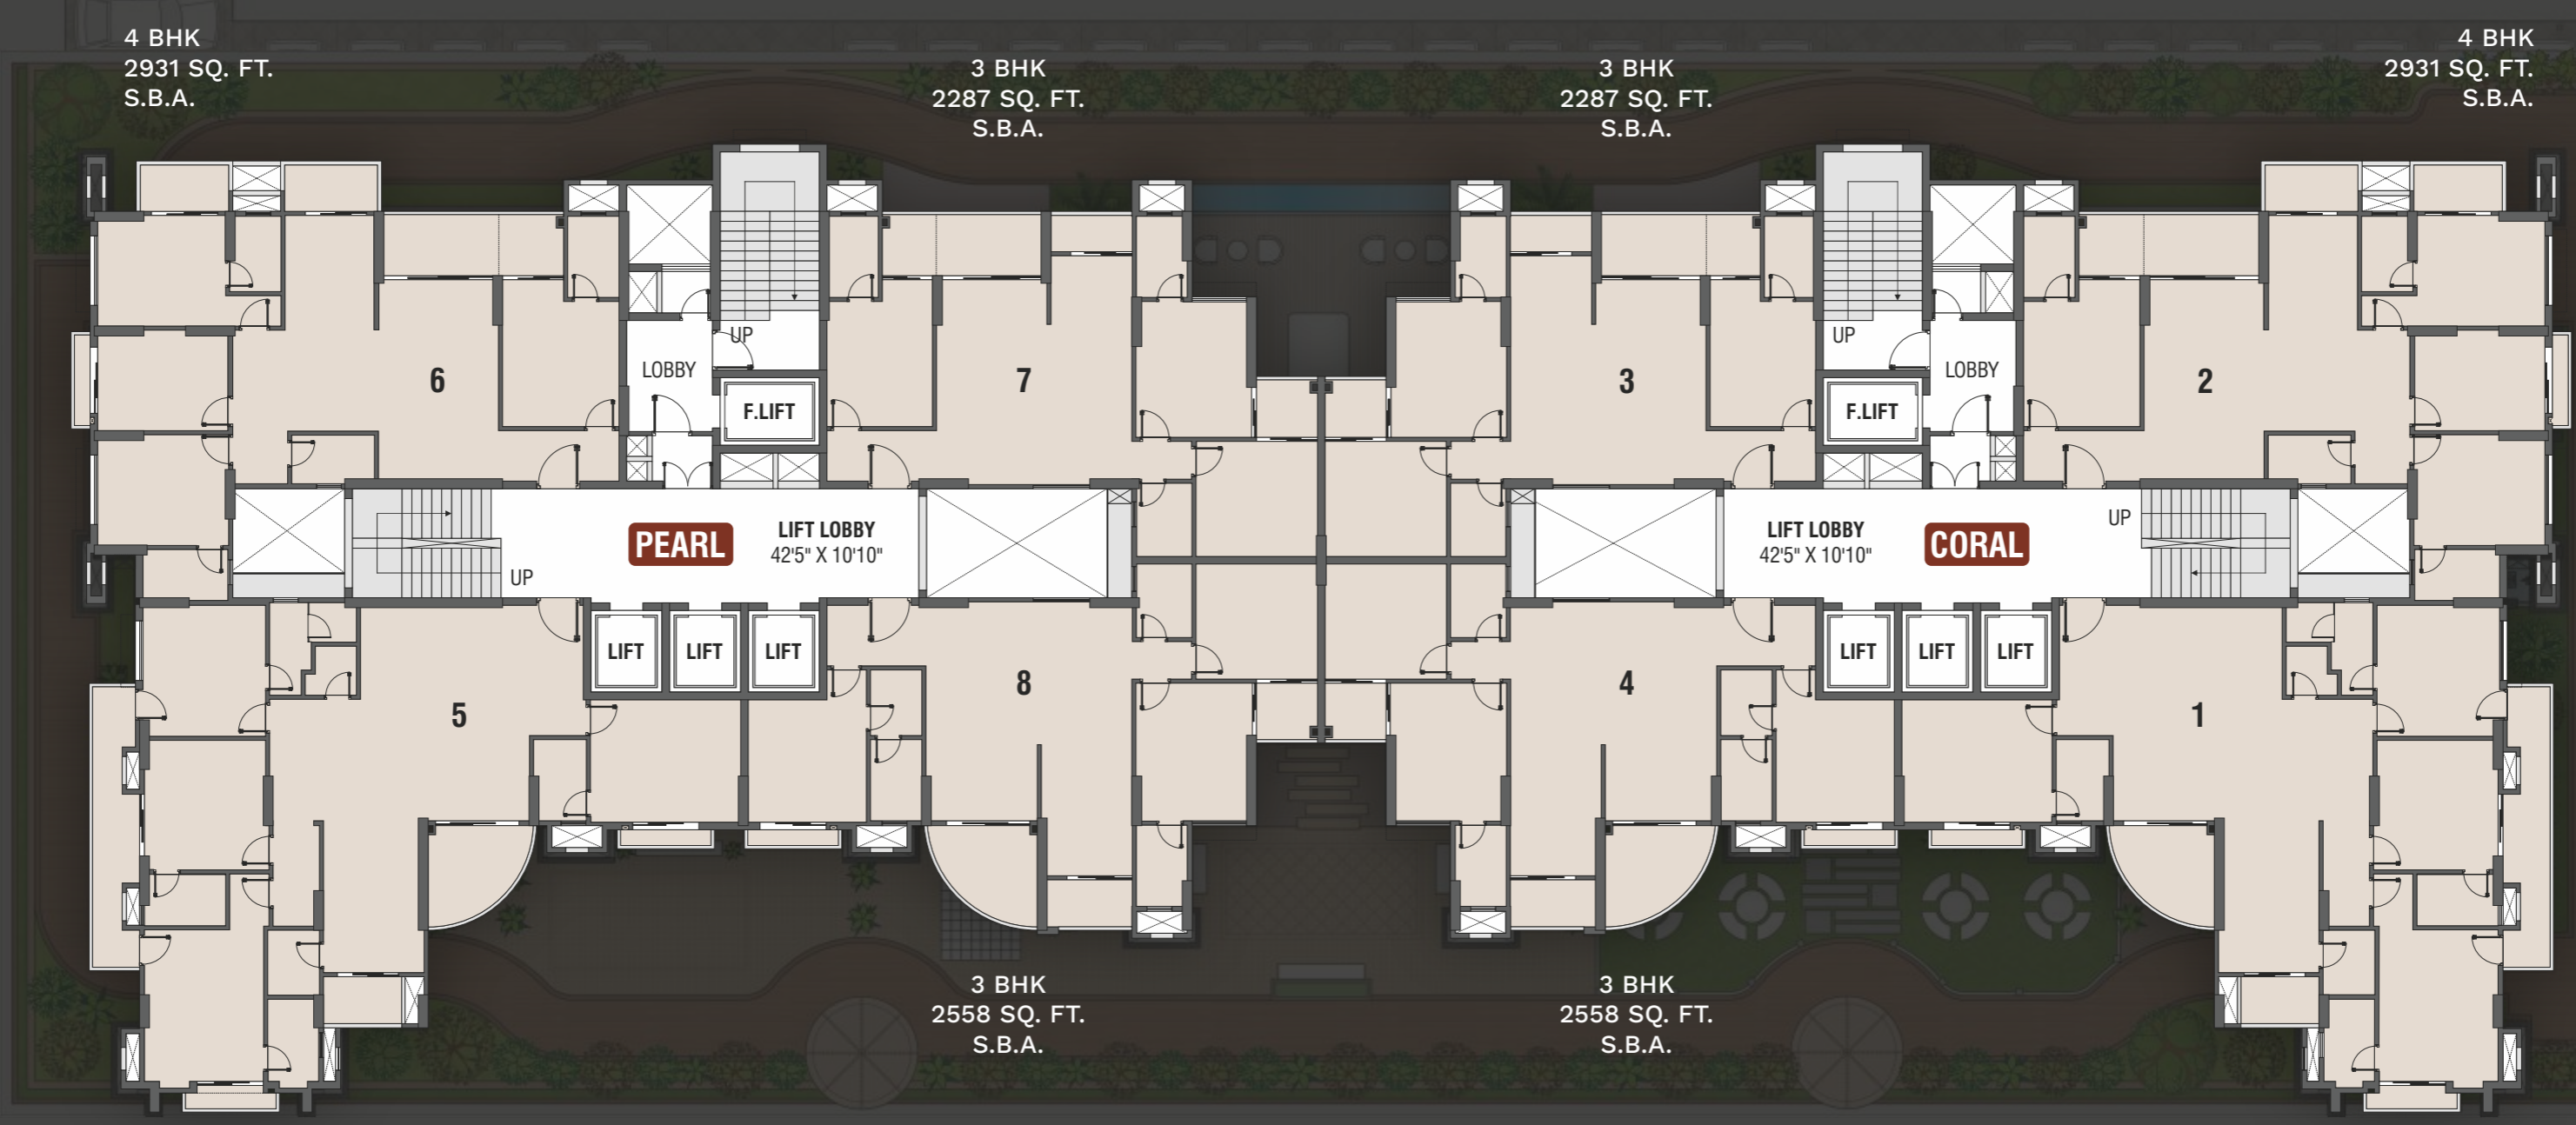 4 BHK
2931 SQ. FT.
S.B.A.
3 BHK
2287 SQ. FT.
S.B.A.
3 BHK
2287 SQ. FT.
S.B.A.
4 BHK
2931 SQ. FT.
S.B.A.
UP
LOBBY
6
F.LIFT
7
3
UP
F.LIFT
LOBBY
2
PEARL
LIFT LOBBY
42'5" X 10'10"
UP
LIFT LOBBY
42'5" X 10'10"
CORAL
UP
LIFT
LIFT
LIFT
5
8
4
LIFT
LIFT
LIFT
1
3 BHK
2558 SQ. FT.
S.B.A.
3 BHK
2558 SQ. FT.
S.B.A.